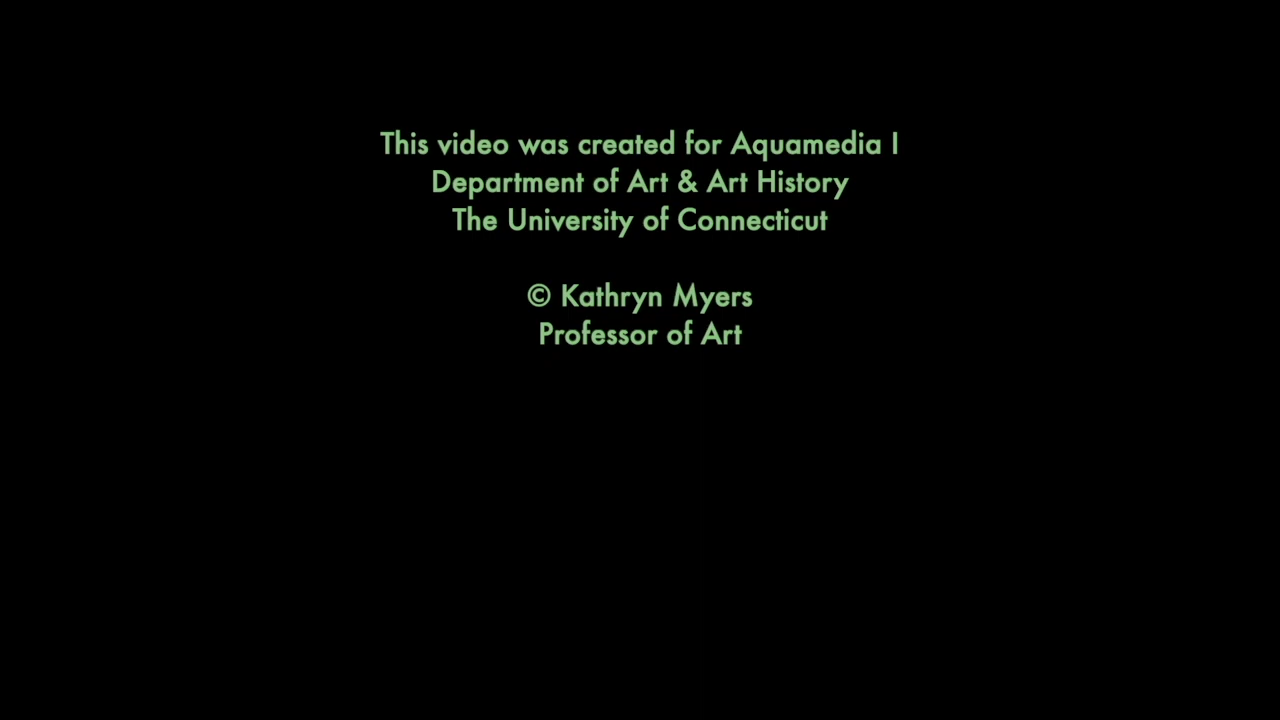 This video was created for Aquamedia I
Department of Art & Art History
The University of Connecticut
© Kathryn Myers
Professor of Art